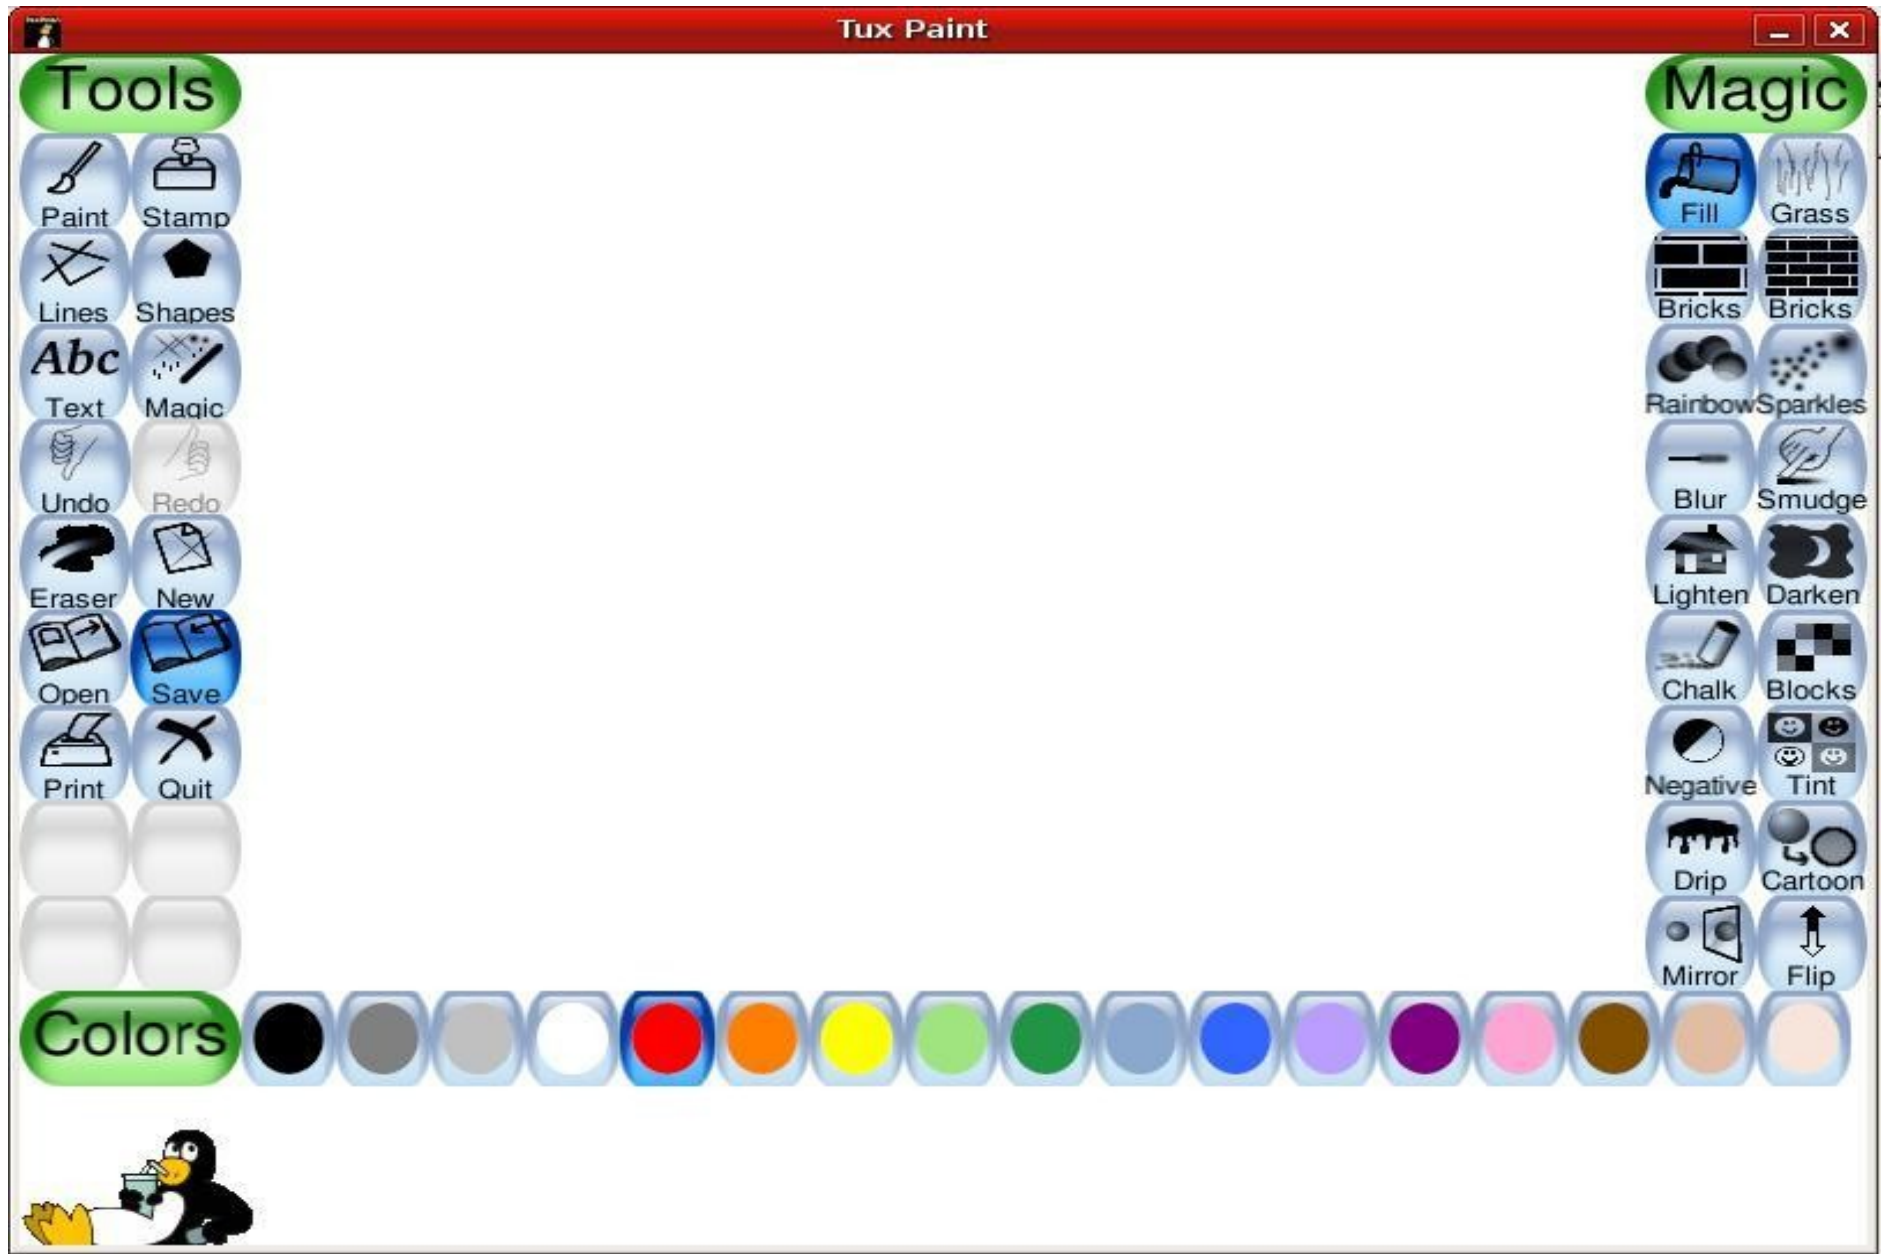 Tux Paint
Tools
Magic
Paint Stamp
Fill Grass
Lines Shapes
Bricks Bricks
Abc
Text Magic
Rainbow Sparkles
Undo Redo
Blur Smudge
Eraser New
Lighten Darken
Open Save
Chalk Blocks
Print Quit
Negative Tint
Drip Cartoon
Mirror Flip
Colors